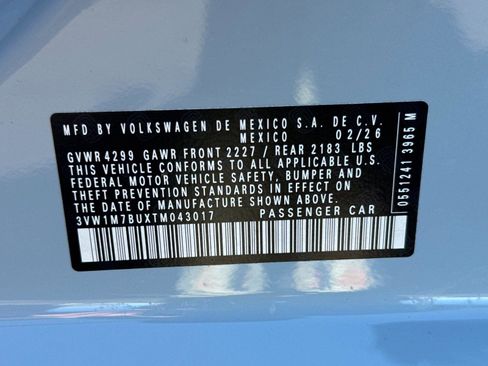 MFD BY VOLKSWAGEN DE MEXICO S.A. DE C.V.
MEXICO 02/26
GVWR 4299 GAWR FRONT 2227/ REAR 2183 LBS
THIS VEHICLE CONFORMS TO ALL APPLICABLE U.S.
FEDERAL MOTOR VEHICLE SAFETY, BUMPER AND
THEFT PREVENTION STANDARDS IN EFFECT ON
THE DATE OF MANUFACTURE SHOWN ABOVE.
3VW1M7BUXTM043017 PASSENGER CAR
0551241 3965 M